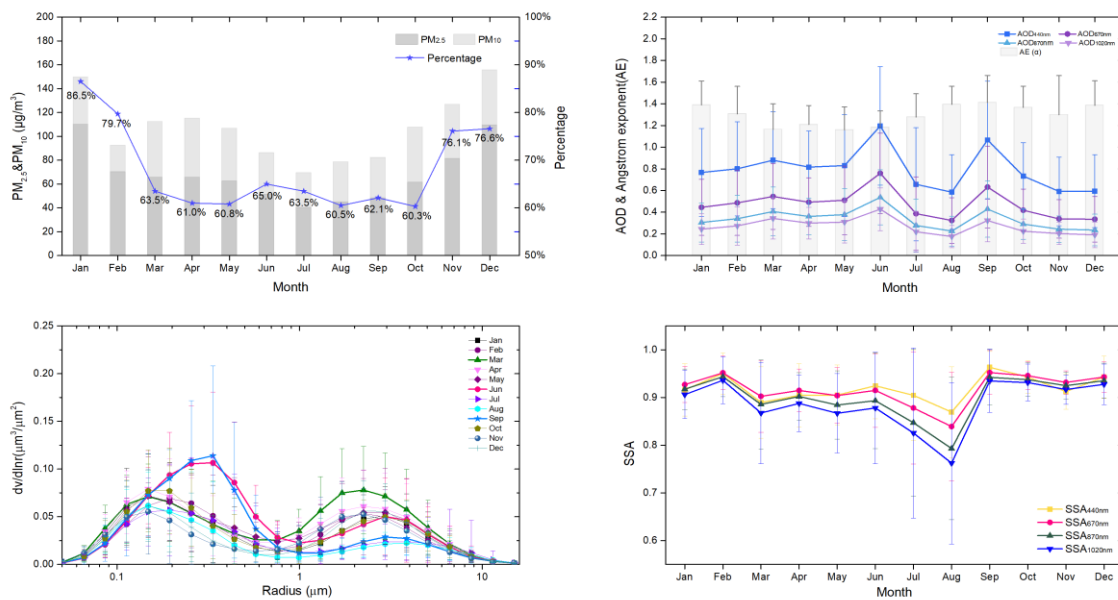 PM2.5 PM10
Percentage
PM2.5&PM10 (μg/m³)
200
180
160
140
120
100
80
60
40
20
0
100%
90%
80%
70%
60%
50%
Percentage
86.5% 79.7% 63.5% 61.0% 60.8% 65.0% 63.5% 60.5% 62.1% 60.3% 76.1% 76.6%
Jan Feb Mar Apr May Jun Jul Aug Sep Oct Nov Dec
Month
AOD & Angstrom exponent(AE)
2.2
2.0
1.8
1.6
1.4
1.2
1.0
0.8
0.6
0.4
0.2
0.0
AOD440nm AOD670nm
AOD870nm AOD1020nm
AE (α)
Jan Feb Mar Apr May Jun Jul Aug Sep Oct Nov Dec
Month
dv/dlnr(μm³/μm²)
0.25
0.20
0.15
0.10
0.05
0.00
Jan
Feb
Mar
Apr
May
Jun
Jul
Aug
Sep
Oct
Nov
Dec
0.1 1 10
Radius (μm)
SSA
1.0
0.9
0.8
0.7
0.6
SSA440nm
SSA670nm
SSA870nm
SSA1020nm
Jan Feb Mar Apr May Jun Jul Aug Sep Oct Nov Dec
Month